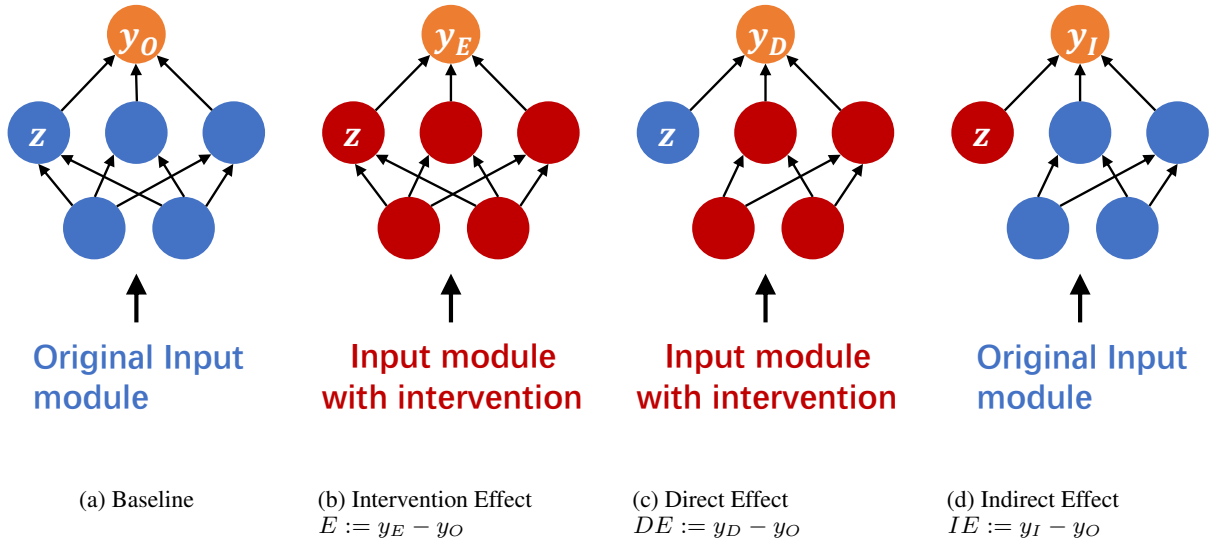 y_O
y_E
y_D
y_I
z
z
z
z
Original Input
module
Input module
with intervention
Input module
with intervention
Original Input
module
(a) Baseline
(b) Intervention Effect
E := y_E − y_O
(c) Direct Effect
DE := y_D − y_O
(d) Indirect Effect
IE := y_I − y_O